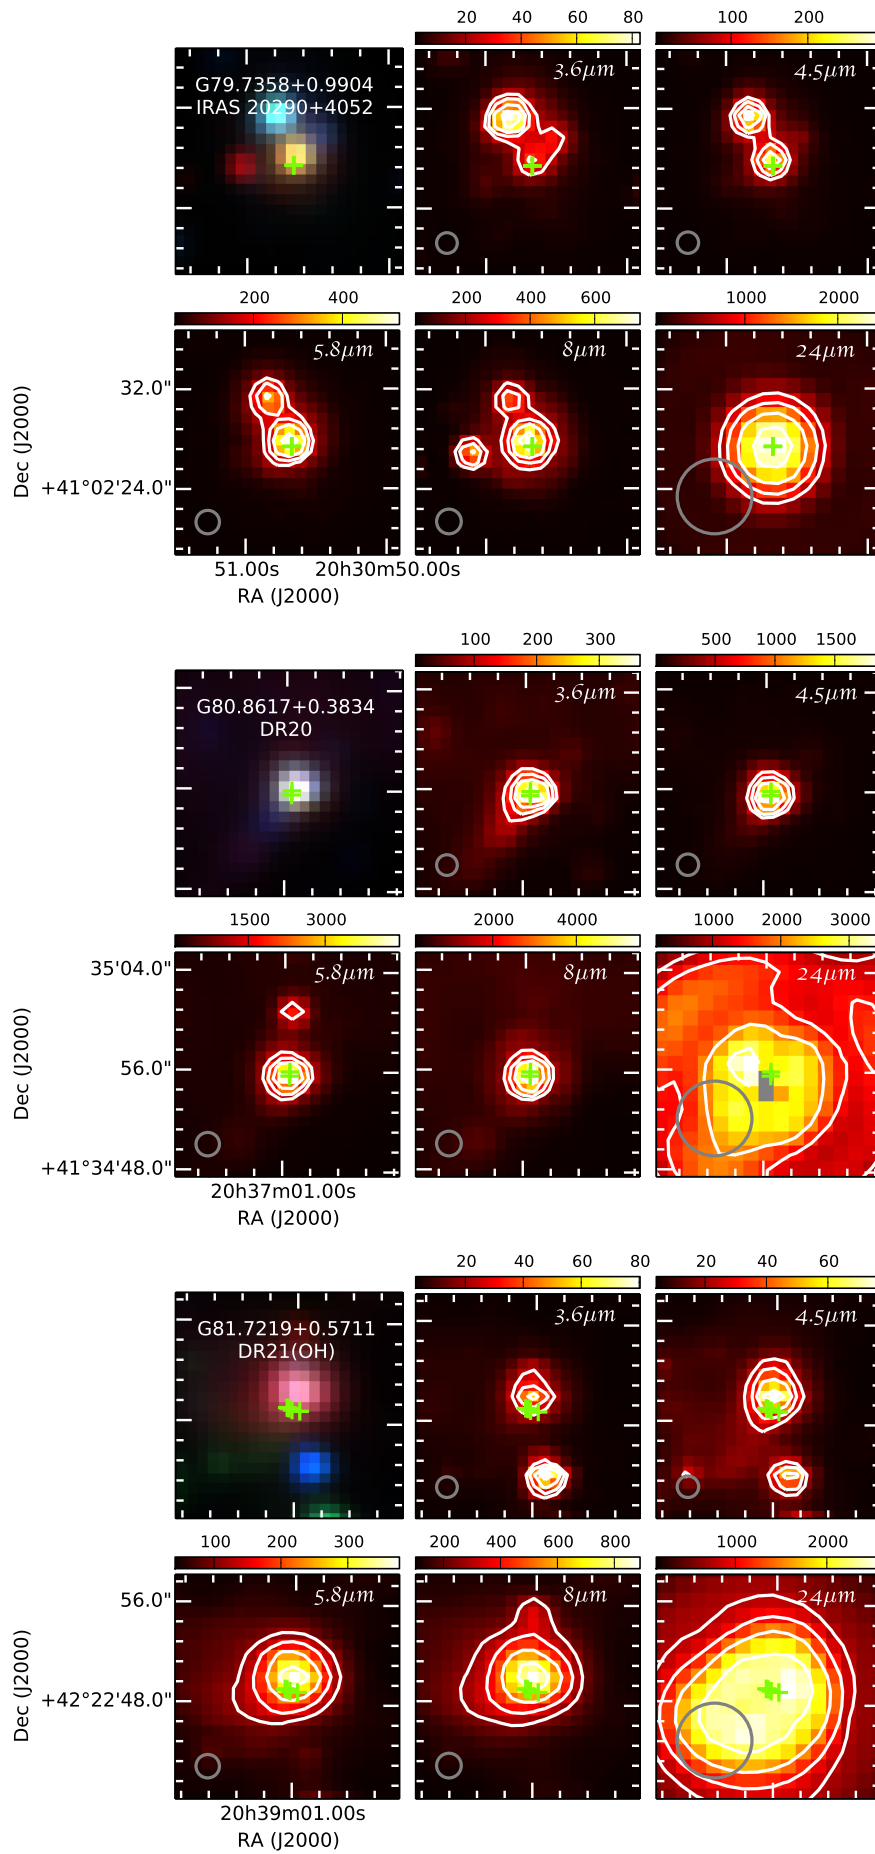 20 40 60 80
100 200
G79.7358+0.9904
IRAS 20290+4052
3.6μm
4.5μm
200 400
200 400 600
1000 2000
5.8μm
8μm
24μm
32.0"
Dec (J2000)
+41°02'24.0"
51.00s 20h30m50.00s
RA (J2000)
100 200 300
500 1000 1500
G80.8617+0.3834
DR20
3.6μm
4.5μm
1500 3000
2000 4000
1000 2000 3000
35'04.0"
5.8μm
8μm
24μm
56.0"
Dec (J2000)
+41°34'48.0"
20h37m01.00s
RA (J2000)
20 40 60 80
20 40 60
G81.7219+0.5711
DR21(OH)
3.6μm
4.5μm
100 200 300
200 400 600 800
1000 2000
56.0"
5.8μm
8μm
24μm
Dec (J2000)
+42°22'48.0"
20h39m01.00s
RA (J2000)